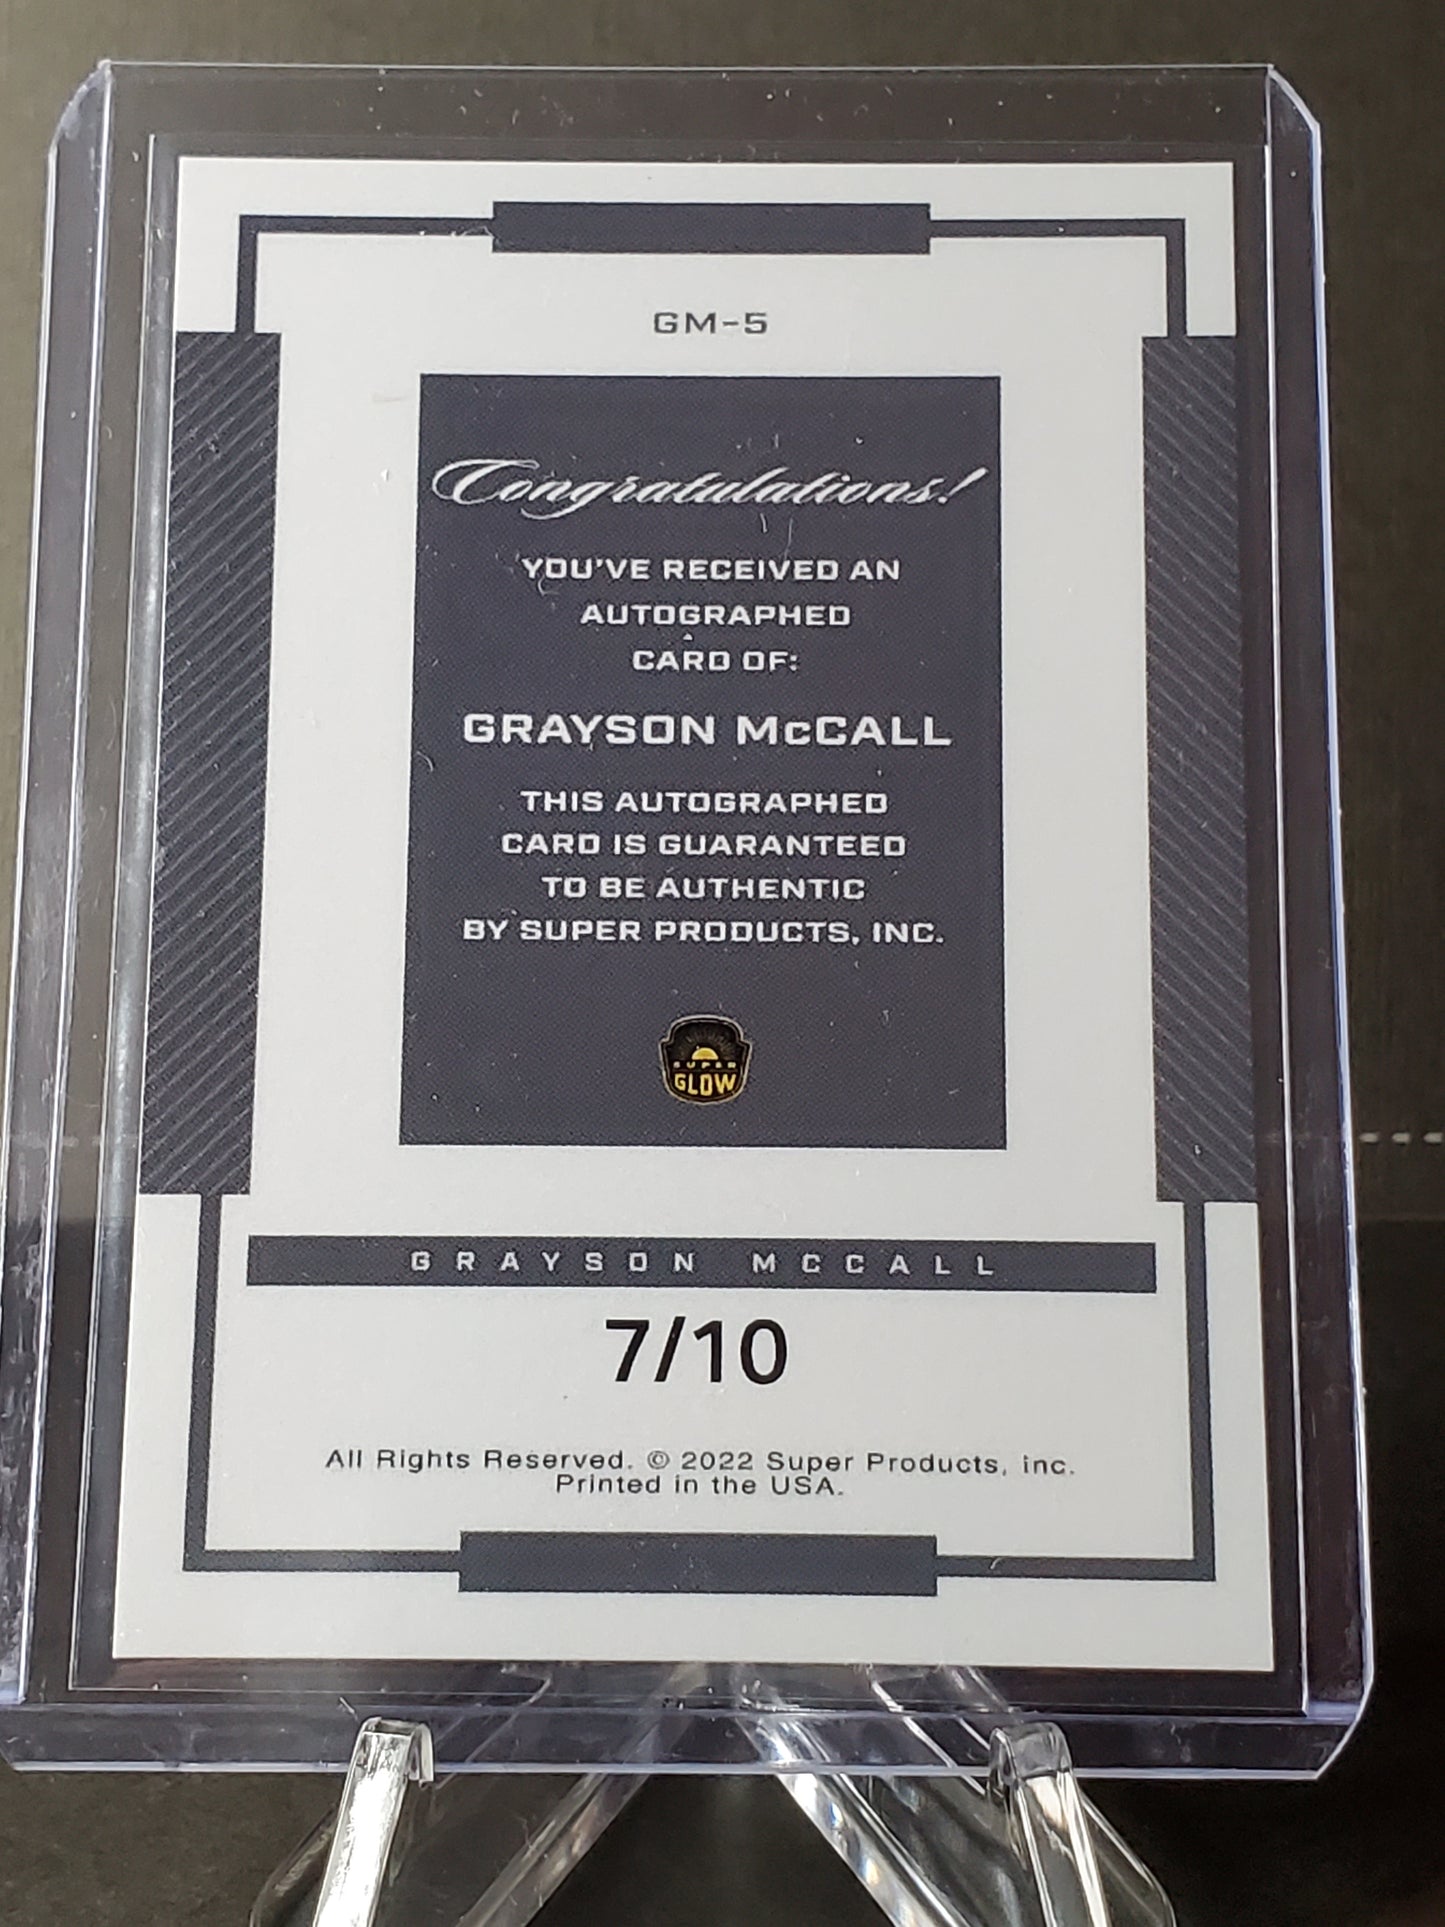 GM-5
Congratulations!
YOU'VE RECEIVED AN
AUTOGRAPHED
CARD OF:
GRAYSON McCALL
THIS AUTOGRAPHED
CARD IS GUARANTEED
TO BE AUTHENTIC
BY SUPER PRODUCTS, INC.
SUPER
GLOW
GRAYSON MCCALL
7/10
All Rights Reserved. © 2022 Super Products, inc.
Printed in the USA.